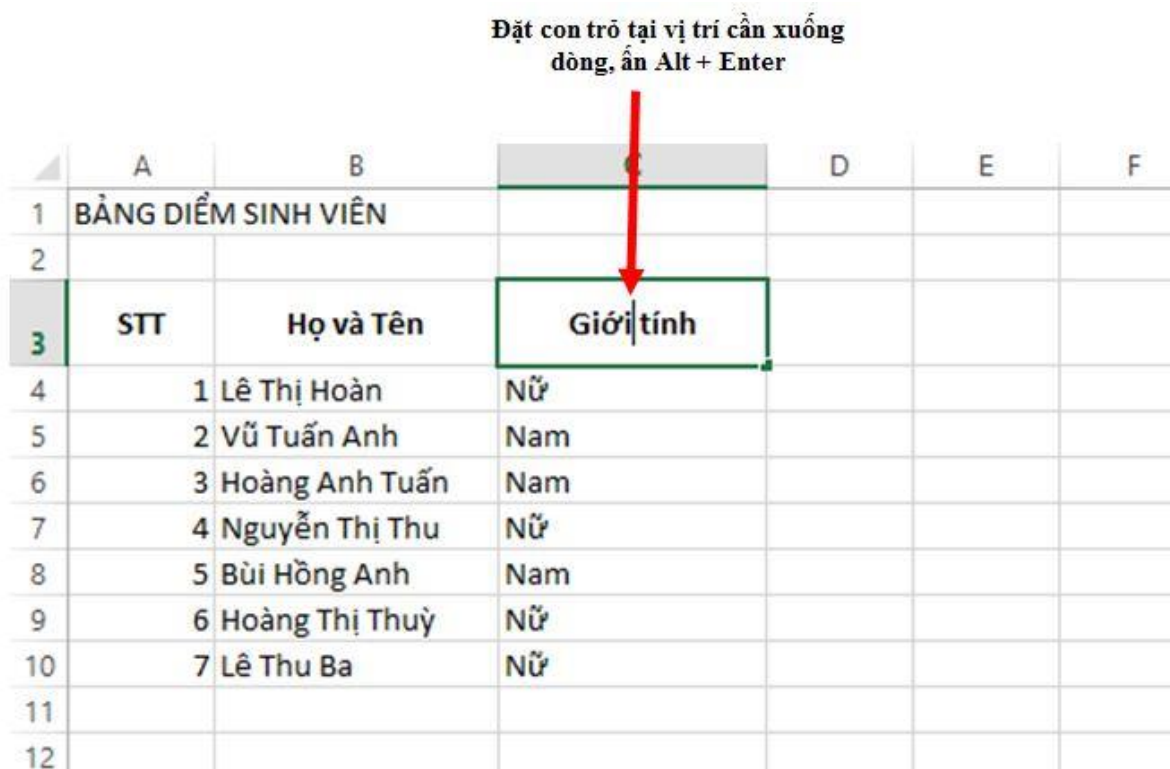 Đặt con trỏ tại vị trí cần xuống
dòng, ấn Alt + Enter
A B C D E F
1 BẢNG DIỂM SINH VIÊN
2
3 STT Họ và Tên Giới tính
4 1 Lê Thị Hoàn Nữ
5 2 Vũ Tuấn Anh Nam
6 3 Hoàng Anh Tuấn Nam
7 4 Nguyễn Thị Thu Nữ
8 5 Bùi Hồng Anh Nam
9 6 Hoàng Thị Thuỳ Nữ
10 7 Lê Thu Ba Nữ
11
12